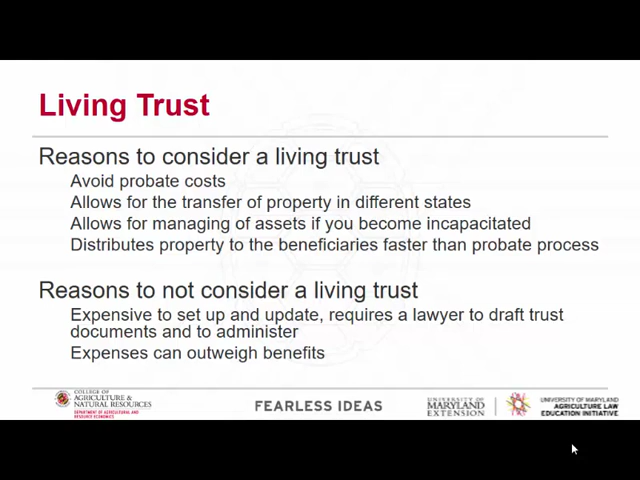 Living Trust
Reasons to consider a living trust
Avoid probate costs
Allows for the transfer of property in different states
Allows for managing of assets if you become incapacitated
Distributes property to the beneficiaries faster than probate process
Reasons to not consider a living trust
Expensive to set up and update, requires a lawyer to draft trust
documents and to administer
Expenses can outweigh benefits
COLLEGE OF
AGRICULTURE &
NATURAL RESOURCES
DEPARTMENT OF AGRICULTURAL AND
RESOURCE ECONOMICS
FEARLESS IDEAS
UNIVERSITY OF
MARYLAND
EXTENSION
UNIVERSITY OF MARYLAND
AGRICULTURE LAW
EDUCATION INITIATIVE